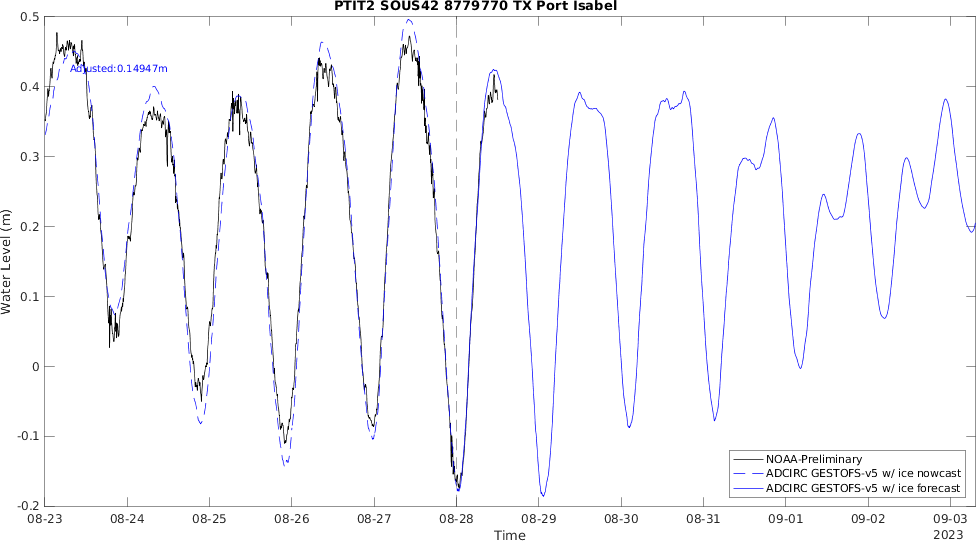 PTIT2 SOUS42 8779770 TX Port Isabel
0.5
0.4
0.3
0.2
0.1
0
-0.1
-0.2
Water Level (m)
Adjusted:0.14947m
NOAA-Preliminary
ADCIRC GESTOFS-v5 w/ ice nowcast
ADCIRC GESTOFS-v5 w/ ice forecast
08-23 08-24 08-25 08-26 08-27 08-28 08-29 08-30 08-31 09-01 09-02 09-03
Time
2023